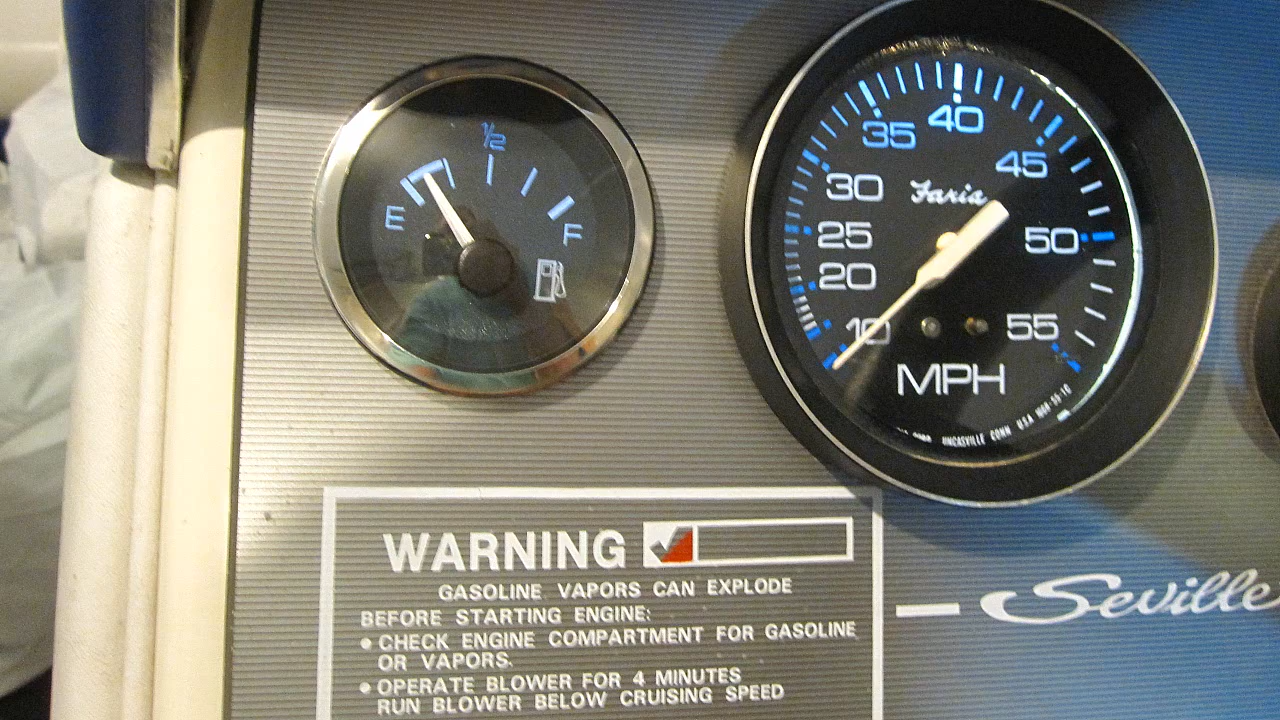 E
1/2
F
10
20
25
30
35
40
45
50
55
Faria
MPH
UNCASVILLE CONN USA
WARNING
GASOLINE VAPORS CAN EXPLODE
BEFORE STARTING ENGINE:
• CHECK ENGINE COMPARTMENT FOR GASOLINE
OR VAPORS.
• OPERATE BLOWER FOR 4 MINUTES
RUN BLOWER BELOW CRUISING SPEED
Seville